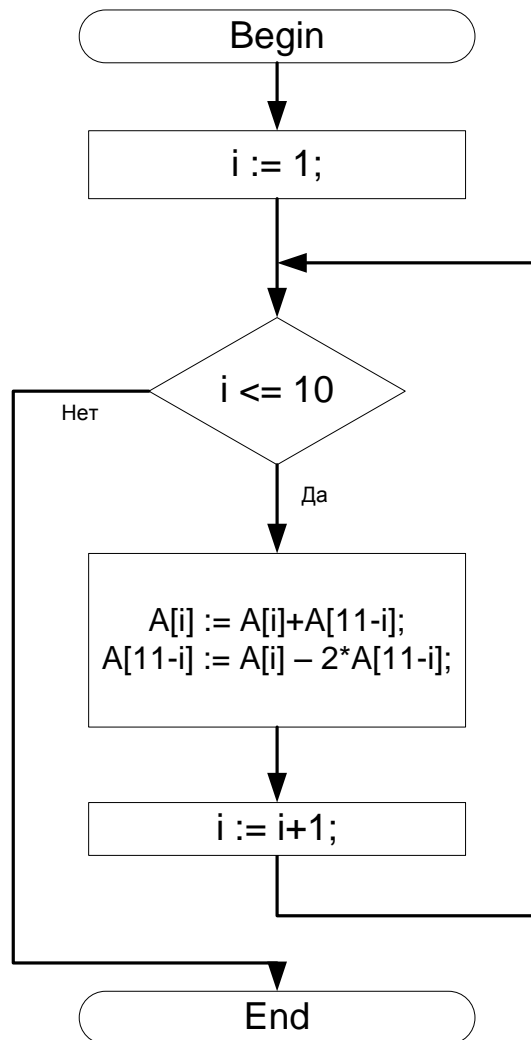 Begin
i := 1;
i <= 10
Нет
Да
A[i] := A[i]+A[11-i];
A[11-i] := A[i] – 2*A[11-i];
i := i+1;
End